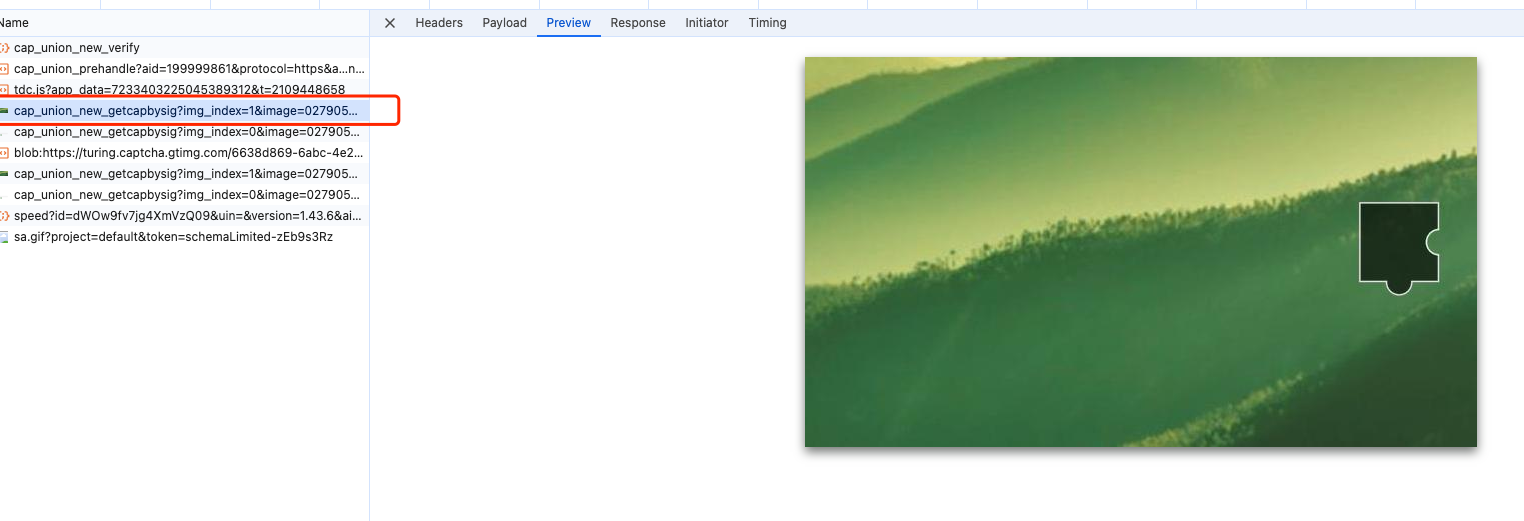 Name
Headers Payload Preview Response Initiator Timing
cap_union_new_verify
cap_union_prehandle?aid=199999861&protocol=https&a...n...
tdc.js?app_data=7233403225045389312&t=2109448658
cap_union_new_getcapbysig?img_index=1&image=027905...
cap_union_new_getcapbysig?img_index=0&image=027905...
blob:https://turing.captcha.gtimg.com/6638d869-6abc-4e2...
cap_union_new_getcapbysig?img_index=1&image=027905...
cap_union_new_getcapbysig?img_index=0&image=027905...
speed?id=dWOw9fv7jg4XmVzQ09&uin=&version=1.43.6&ai...
sa.gif?project=default&token=schemaLimited-zEb9s3Rz